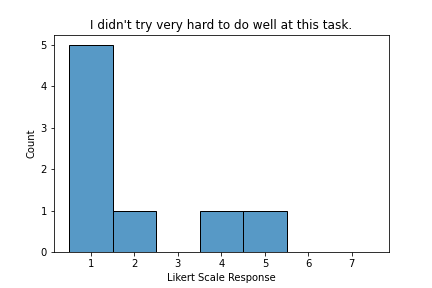 I didn't try very hard to do well at this task.
5
4
3
2
1
0
Count
1 2 3 4 5 6 7
Likert Scale Response